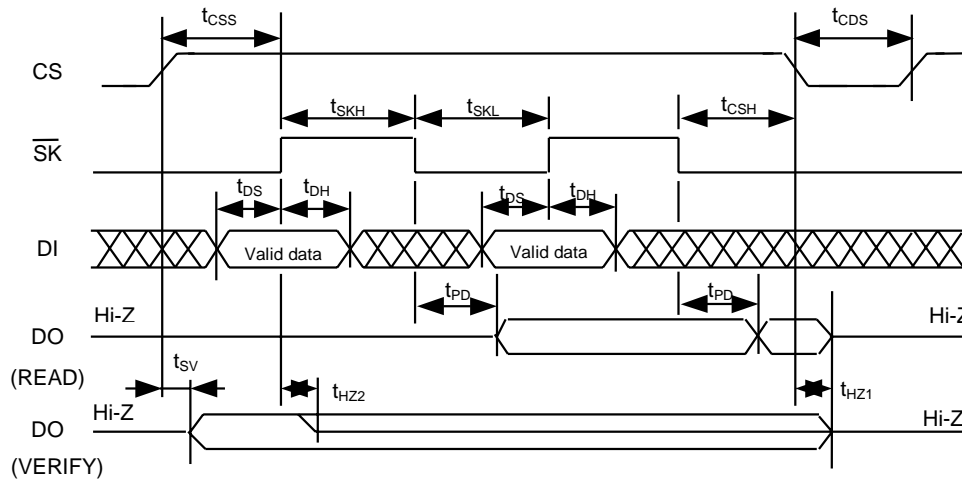 tCSS
tCDS
CS
tSKH
tSKL
tCSH
SK
tDS
tDH
tDS
tDH
DI
Valid data
Valid data
tPD
tPD
Hi-Z
Hi-Z
DO
(READ)
tSV
tHZ2
tHZ1
Hi-Z
Hi-Z
DO
(VERIFY)